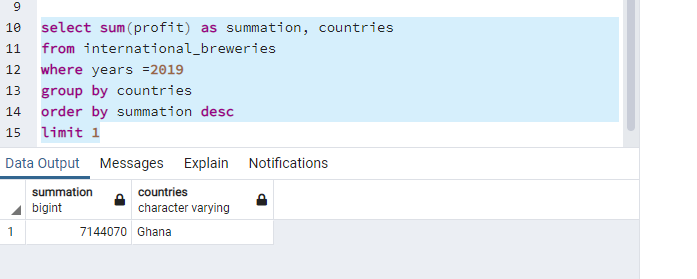 9
10 select sum(profit) as summation, countries
11 from international_breweries
12 where years =2019
13 group by countries
14 order by summation desc
15 limit 1
Data Output Messages Explain Notifications
summation countries
bigint character varying
1 7144070 Ghana